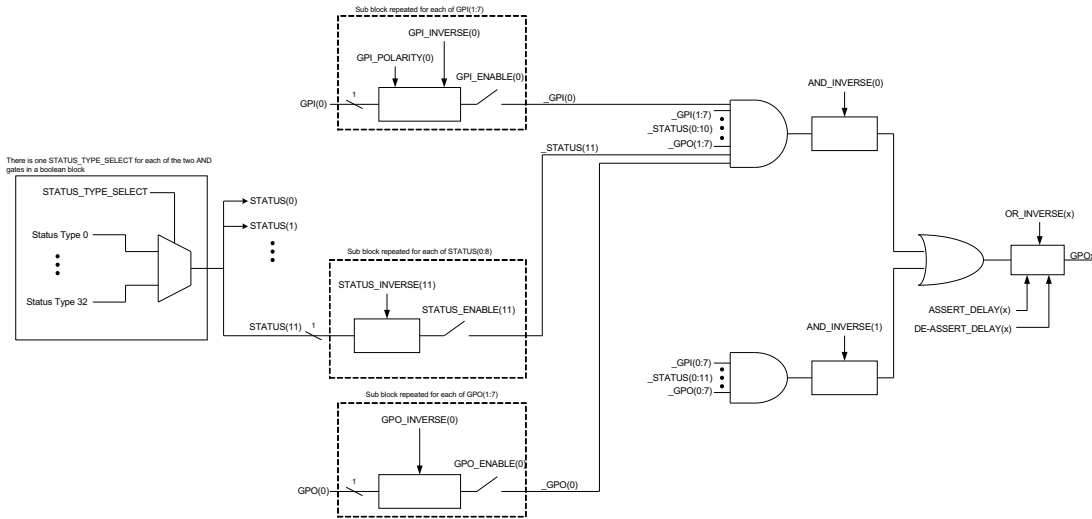 Sub block repeated for each of GPI(1:7)
GPI_INVERSE(0)
GPI_POLARITY(0)
GPI_ENABLE(0)
1
GPI(0)
_GPI(0)
_GPI(1:7)
_STATUS(0:10)
_GPO(1:7)
AND_INVERSE(0)
There is one STATUS_TYPE_SELECT for each of the two AND
gates in a boolean block
STATUS_TYPE_SELECT
Status Type 0
Status Type 32
STATUS(0)
STATUS(1)
_STATUS(11)
Sub block repeated for each of STATUS(0:8)
STATUS_INVERSE(11)
STATUS_ENABLE(11)
STATUS(11)
1
OR_INVERSE(x)
GPOx
ASSERT_DELAY(x)
DE-ASSERT_DELAY(x)
AND_INVERSE(1)
_GPI(0:7)
_STATUS(0:11)
_GPO(0:7)
Sub block repeated for each of GPO(1:7)
GPO_INVERSE(0)
GPO_ENABLE(0)
1
GPO(0)
_GPO(0)